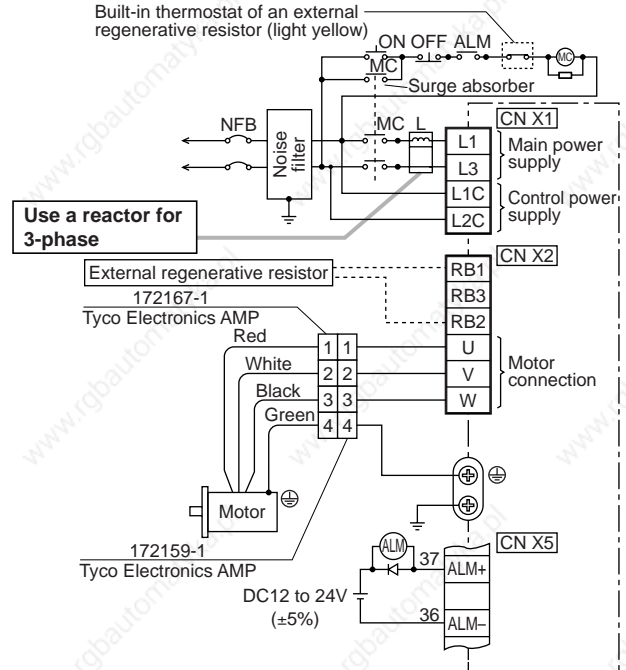 Built-in thermostat of an external
regenerative resistor (light yellow)
ON OFF ALM
MC
MC
Surge absorber
NFB
Noise
filter
MC L
CN X1
L1
L3
L1C
L2C
Main power
supply
Control power
supply
Use a reactor for
3-phase
CN X2
External regenerative resistor
RB1
RB3
RB2
U
V
W
Motor
connection
172167-1
Tyco Electronics AMP
Red
White
Black
Green
1 1
2 2
3 3
4 4
Motor
172159-1
Tyco Electronics AMP
CN X5
ALM
37
ALM+
DC12 to 24V
(±5%)
36
ALM–
www.rgbautomatyka.pl